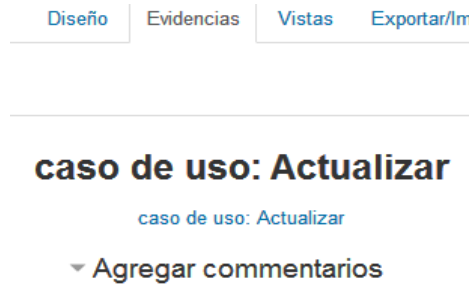 Diseño Evidencias Vistas Exportar/Im
caso de uso: Actualizar
caso de uso: Actualizar
Agregar commentarios